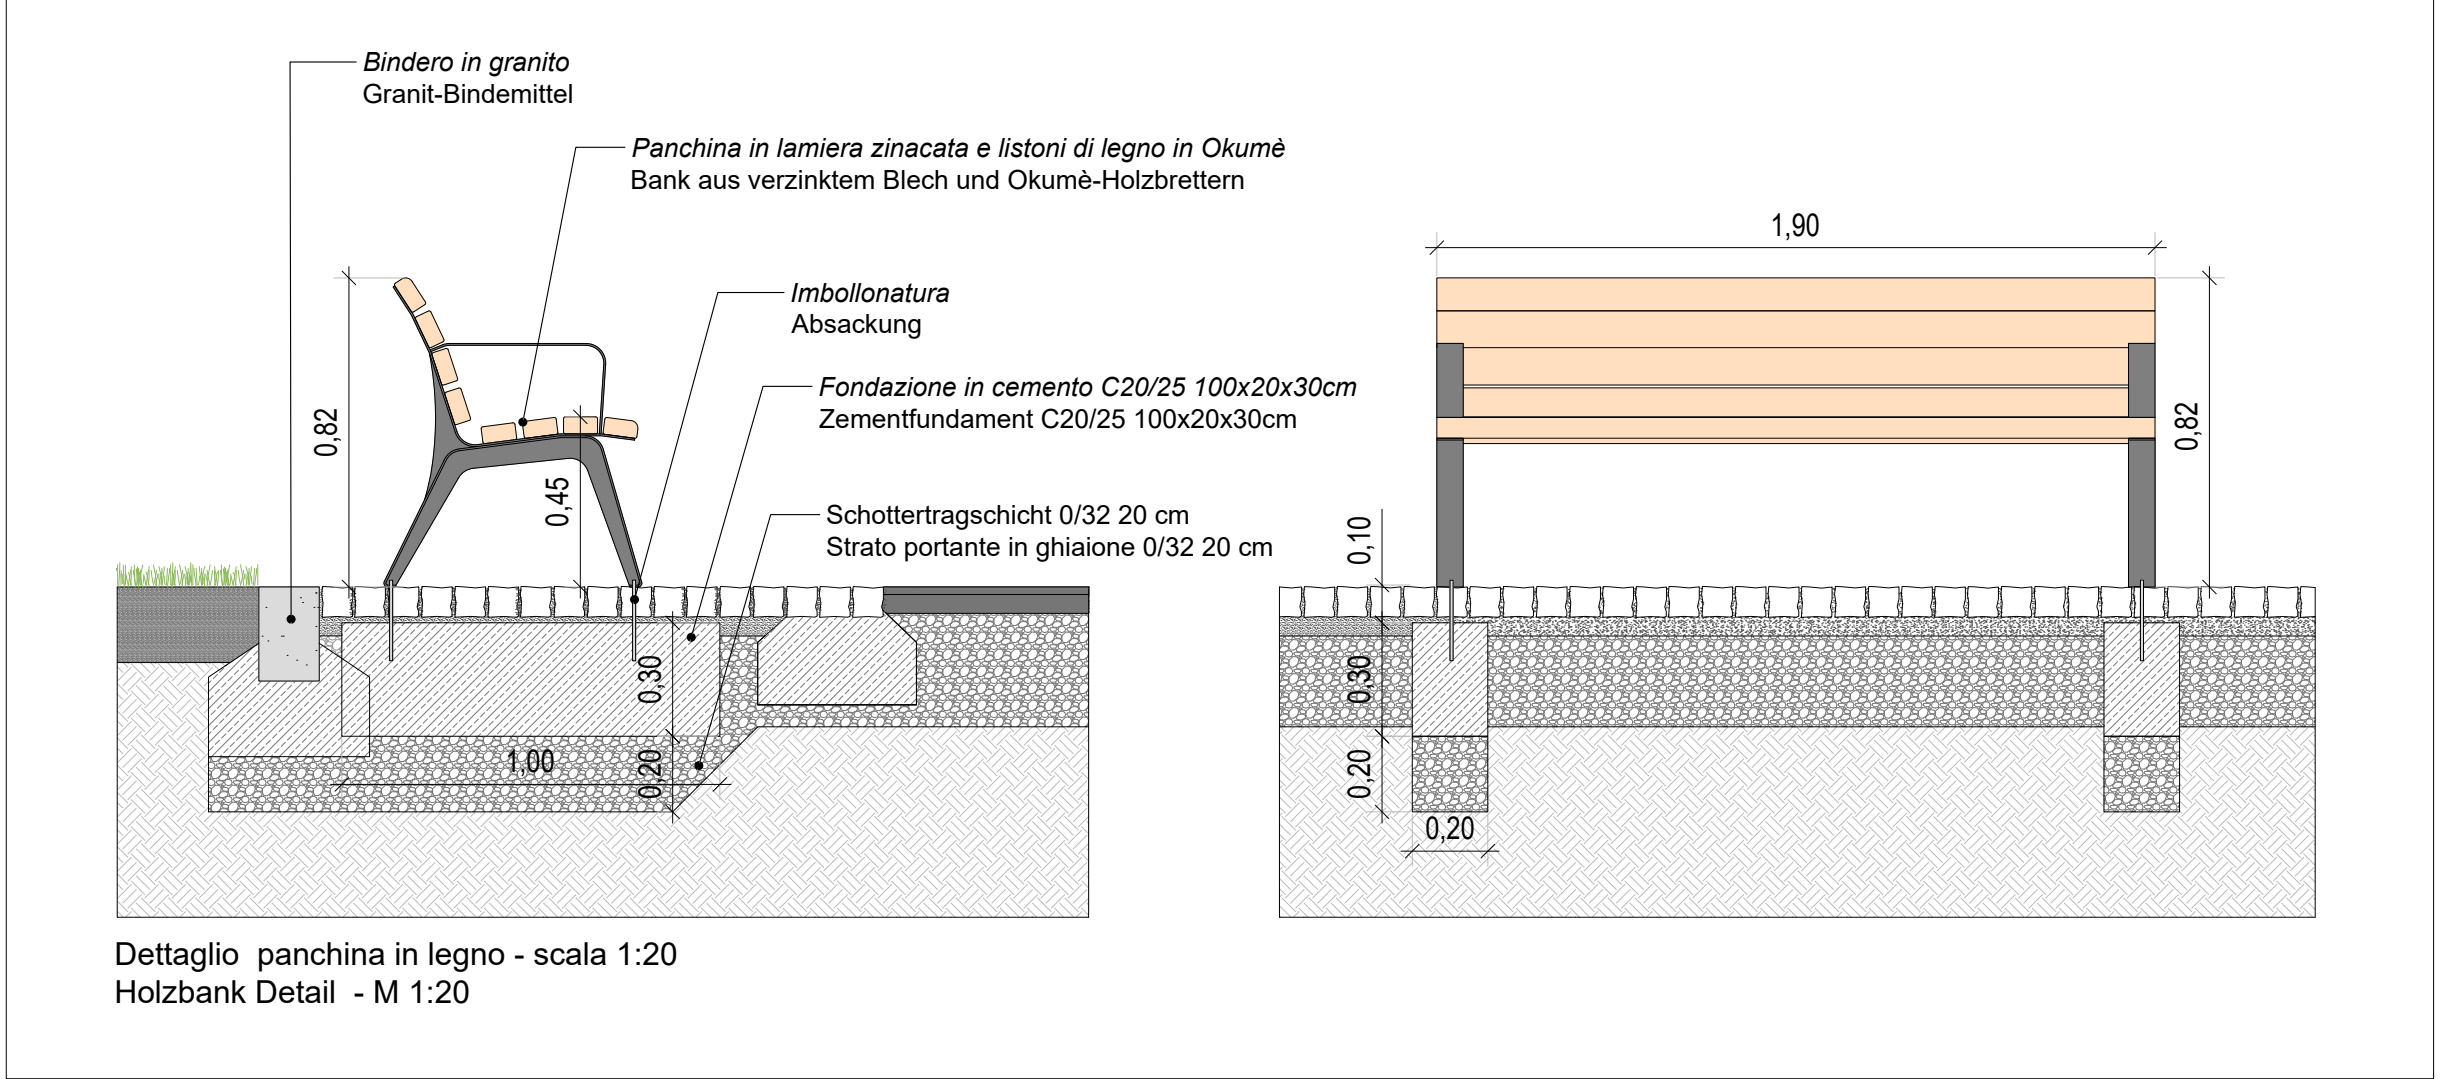 Bindero in granito
Granit-Bindemittel
Panchina in lamiera zinacata e listoni di legno in Okumè
Bank aus verzinktem Blech und Okumè-Holzbrettern
1,90
Imbollonatura
Absackung
Fondazione in cemento C20/25 100x20x30cm
Zementfundament C20/25 100x20x30cm
0,82
0,82
0,45
Schottertragschicht 0/32 20 cm
Strato portante in ghiaione 0/32 20 cm
0,10
0,30
0,30
1,00
0,20
0,20
0,20
Dettaglio  panchina in legno - scala 1:20
Holzbank Detail  - M 1:20